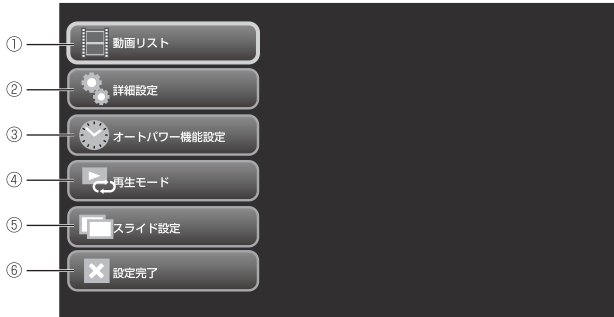 ① 動画リスト
② 詳細設定
③ オートパワー機能設定
④ 再生モード
⑤ スライド設定
⑥ 設定完了